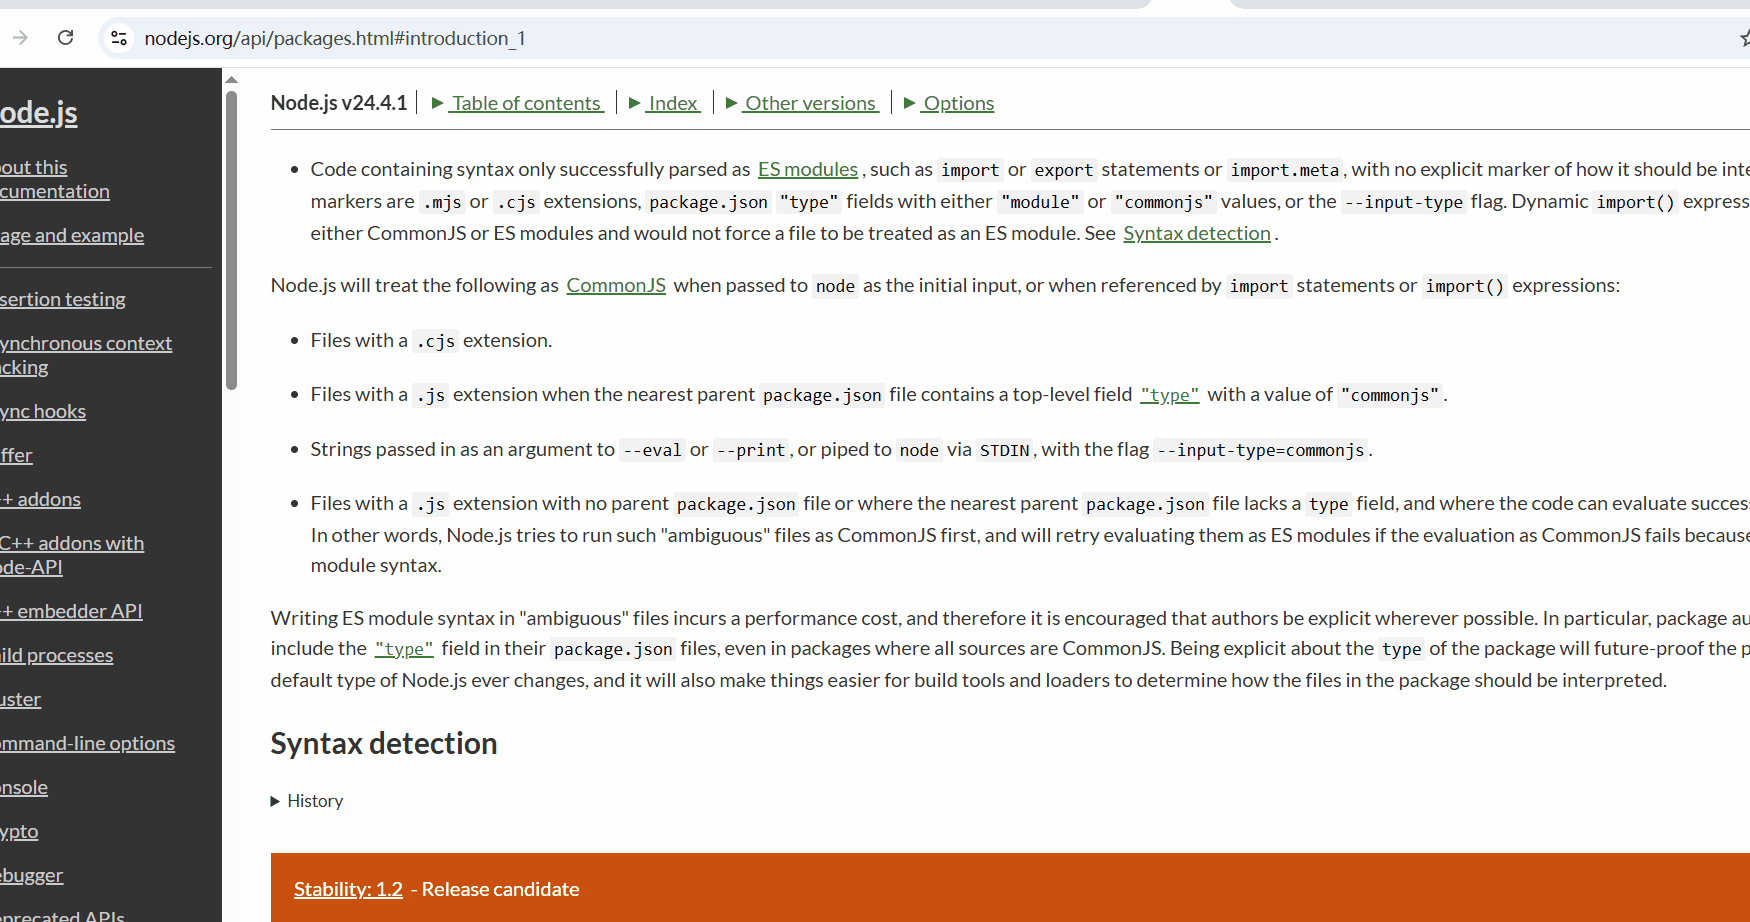 nodejs.org/api/packages.html#introduction_1
ode.js
out this
cumentation
age and example
sertion testing
ynchronous context
cking
ync hooks
ffer
++ addons
C++ addons with
de-API
++ embedder API
ild processes
uster
ommand-line options
onsole
ypto
ebugger
eprecated APIs
Node.js v24.4.1
Table of contents
Index
Other versions
Options
• Code containing syntax only successfully parsed as ES modules, such as import or export statements or import.meta, with no explicit marker of how it should be inte
markers are .mjs or .cjs extensions, package.json "type" fields with either "module" or "commonjs" values, or the --input-type flag. Dynamic import() express
either CommonJS or ES modules and would not force a file to be treated as an ES module. See Syntax detection.
Node.js will treat the following as CommonJS when passed to node as the initial input, or when referenced by import statements or import() expressions:
• Files with a .cjs extension.
• Files with a .js extension when the nearest parent package.json file contains a top-level field "type" with a value of "commonjs".
• Strings passed in as an argument to --eval or --print, or piped to node via STDIN, with the flag --input-type=commonjs.
• Files with a .js extension with no parent package.json file or where the nearest parent package.json file lacks a type field, and where the code can evaluate succes
In other words, Node.js tries to run such "ambiguous" files as CommonJS first, and will retry evaluating them as ES modules if the evaluation as CommonJS fails because
module syntax.
Writing ES module syntax in "ambiguous" files incurs a performance cost, and therefore it is encouraged that authors be explicit wherever possible. In particular, package au
include the "type" field in their package.json files, even in packages where all sources are CommonJS. Being explicit about the type of the package will future-proof the p
default type of Node.js ever changes, and it will also make things easier for build tools and loaders to determine how the files in the package should be interpreted.
Syntax detection
History
Stability: 1.2 - Release candidate